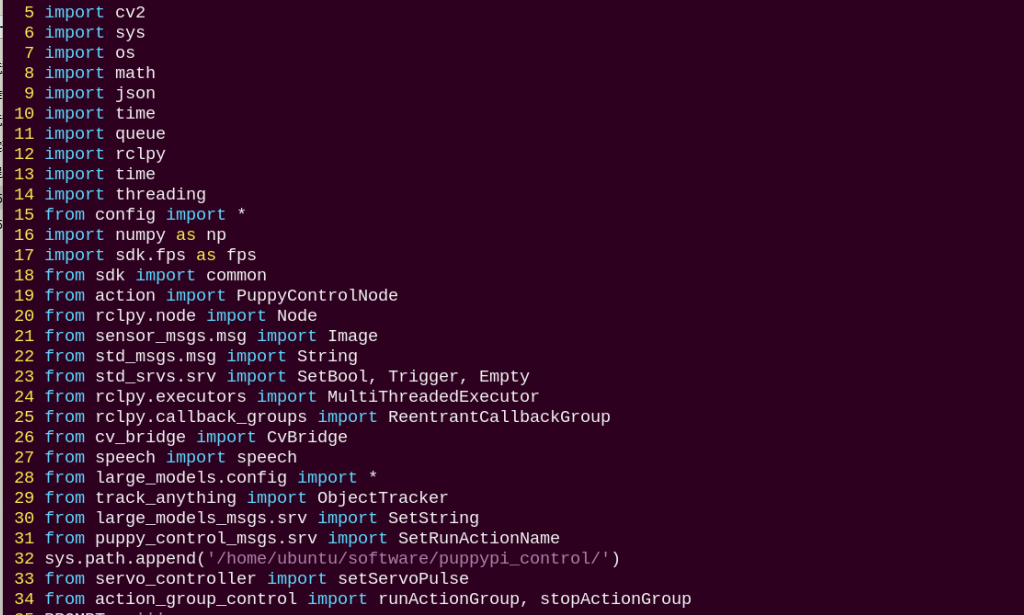 5 import cv2
6 import sys
7 import os
8 import math
9 import json
10 import time
11 import queue
12 import rclpy
13 import time
14 import threading
15 from config import *
16 import numpy as np
17 import sdk.fps as fps
18 from sdk import common
19 from action import PuppyControlNode
20 from rclpy.node import Node
21 from sensor_msgs.msg import Image
22 from std_msgs.msg import String
23 from std_srvs.srv import SetBool, Trigger, Empty
24 from rclpy.executors import MultiThreadedExecutor
25 from rclpy.callback_groups import ReentrantCallbackGroup
26 from cv_bridge import CvBridge
27 from speech import speech
28 from large_models.config import *
29 from track_anything import ObjectTracker
30 from large_models_msgs.srv import SetString
31 from puppy_control_msgs.srv import SetRunActionName
32 sys.path.append('/home/ubuntu/software/puppypi_control/')
33 from servo_controller import setServoPulse
34 from action_group_control import runActionGroup, stopActionGroup